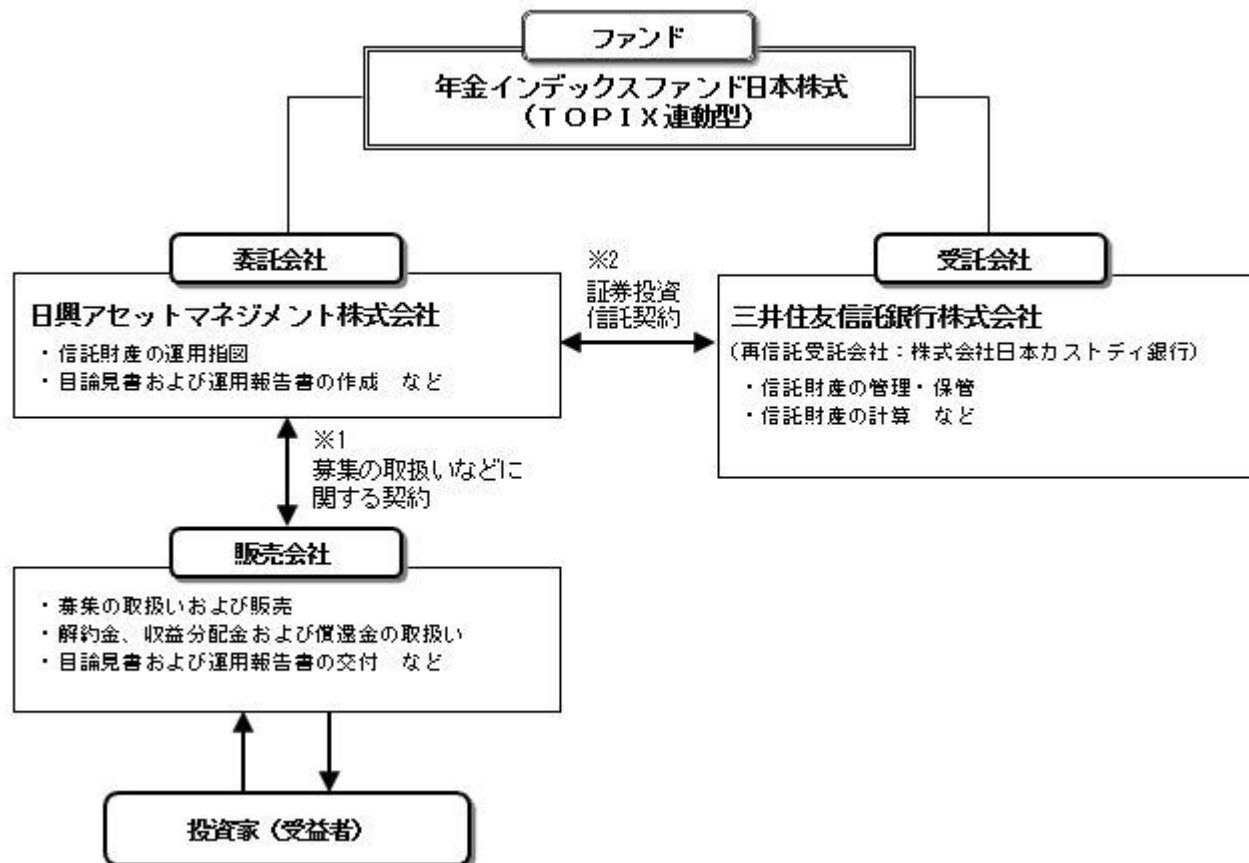 ファンド
年金インデックスファンド日本株式
（ＴＯＰＩＸ連動型）
委託会社
日興アセットマネジメント株式会社
・信託財産の運用指図
・目論見書および運用報告書の作成　など
※2
証券投資
信託契約
受託会社
三井住友信託銀行株式会社
(再信託受託会社：株式会社日本カストディ銀行)
・信託財産の管理・保管
・信託財産の計算　など
※1
募集の取扱いなどに
関する契約
販売会社
・募集の取扱いおよび販売
・解約金、収益分配金および償還金の取扱い
・目論見書および運用報告書の交付　など
投資家（受益者）